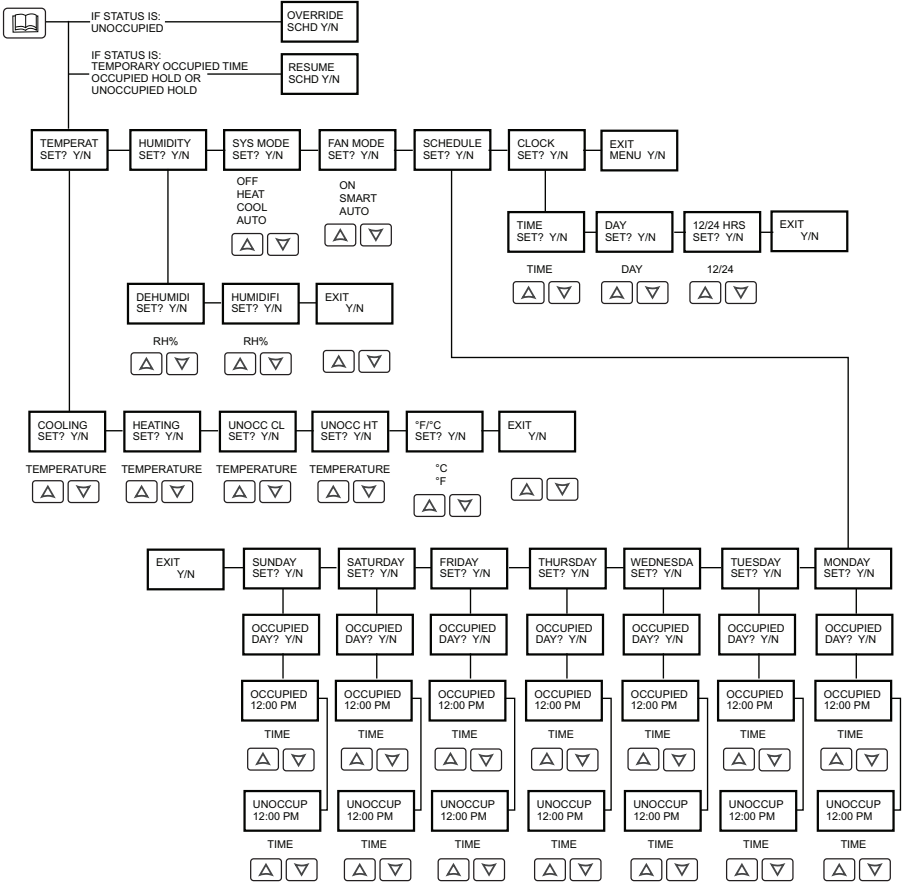 IF STATUS IS:
UNOCCUPIED
OVERRIDE
SCHD Y/N
IF STATUS IS:
TEMPORARY OCCUPIED TIME
OCCUPIED HOLD OR
UNOCCUPIED HOLD
RESUME
SCHD Y/N
TEMPERAT
SET? Y/N
HUMIDITY
SET? Y/N
SYS MODE
SET? Y/N
FAN MODE
SET? Y/N
SCHEDULE
SET? Y/N
CLOCK
SET? Y/N
EXIT
MENU Y/N
OFF
HEAT
COOL
AUTO
ON
SMART
AUTO
TIME
SET? Y/N
DAY
SET? Y/N
12/24 HRS
SET? Y/N
EXIT
Y/N
TIME
DAY
12/24
DEHUMIDI
SET? Y/N
HUMIDIFI
SET? Y/N
EXIT
Y/N
RH%
RH%
COOLING
SET? Y/N
HEATING
SET? Y/N
UNOCC CL
SET? Y/N
UNOCC HT
SET? Y/N
°F/°C
SET? Y/N
EXIT
Y/N
TEMPERATURE
TEMPERATURE
TEMPERATURE
TEMPERATURE
°C
°F
EXIT
Y/N
SUNDAY
SET? Y/N
SATURDAY
SET? Y/N
FRIDAY
SET? Y/N
THURSDAY
SET? Y/N
WEDNESDA
SET? Y/N
TUESDAY
SET? Y/N
MONDAY
SET? Y/N
OCCUPIED
DAY? Y/N
OCCUPIED
DAY? Y/N
OCCUPIED
DAY? Y/N
OCCUPIED
DAY? Y/N
OCCUPIED
DAY? Y/N
OCCUPIED
DAY? Y/N
OCCUPIED
DAY? Y/N
OCCUPIED
12:00 PM
OCCUPIED
12:00 PM
OCCUPIED
12:00 PM
OCCUPIED
12:00 PM
OCCUPIED
12:00 PM
OCCUPIED
12:00 PM
OCCUPIED
12:00 PM
TIME
TIME
TIME
TIME
TIME
TIME
TIME
UNOCCUP
12:00 PM
UNOCCUP
12:00 PM
UNOCCUP
12:00 PM
UNOCCUP
12:00 PM
UNOCCUP
12:00 PM
UNOCCUP
12:00 PM
UNOCCUP
12:00 PM
TIME
TIME
TIME
TIME
TIME
TIME
TIME